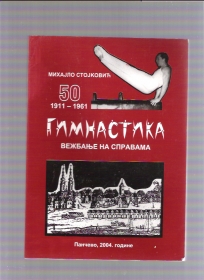 МИХАЈЛО СТОЈКОВИЋ
50
1911 – 1961
ГИМНАСТИКА
ВЕЖБАЊЕ НА СПРАВАМА
Панчево, 2004. године